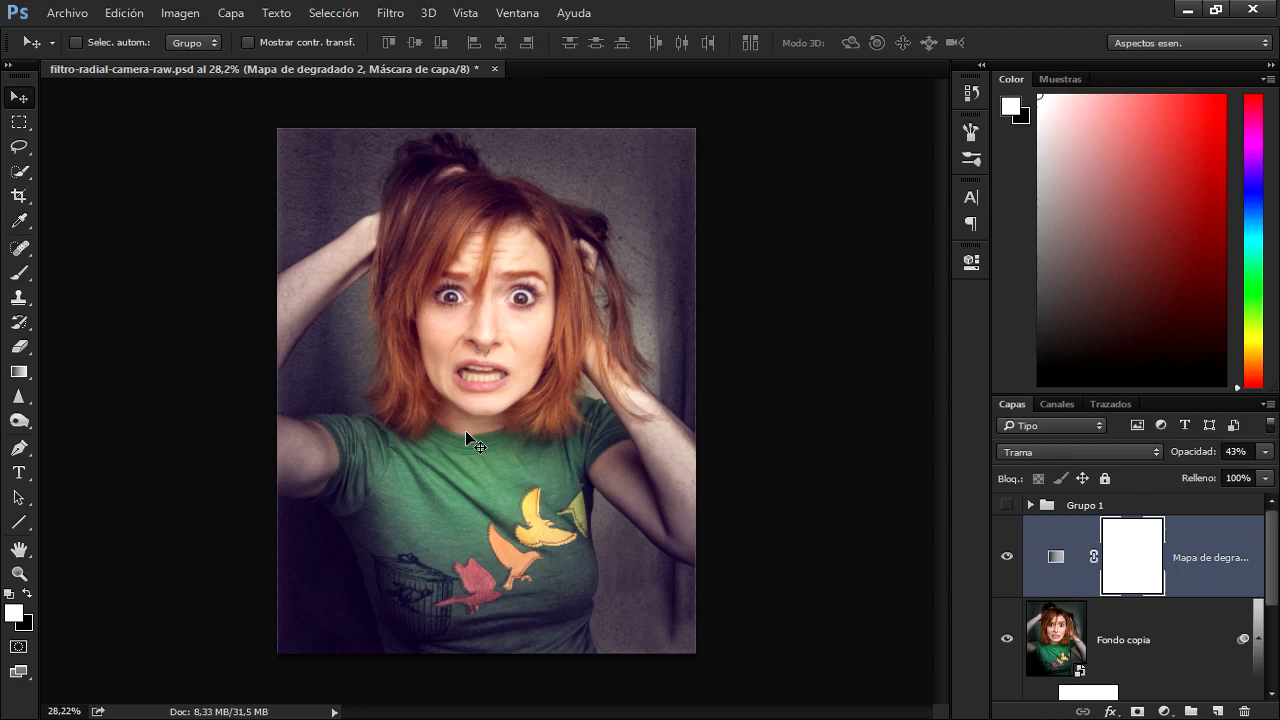 Ps Archivo Edición Imagen Capa Texto Selección Filtro 3D Vista Ventana Ayuda
Selec. autom.: Grupo Mostrar contr. transf. Modo 3D: Aspectos esen.
filtro-radial-camera-raw.psd al 28,2% (Mapa de degradado 2, Máscara de capa/8) * ×
Color Muestras
Capas Canales Trazados
Tipo
Trama Opacidad: 43%
Bloq.: Relleno: 100%
Grupo 1
Mapa de degra...
Fondo copia
28,22% Doc: 8,33 MB/31,5 MB